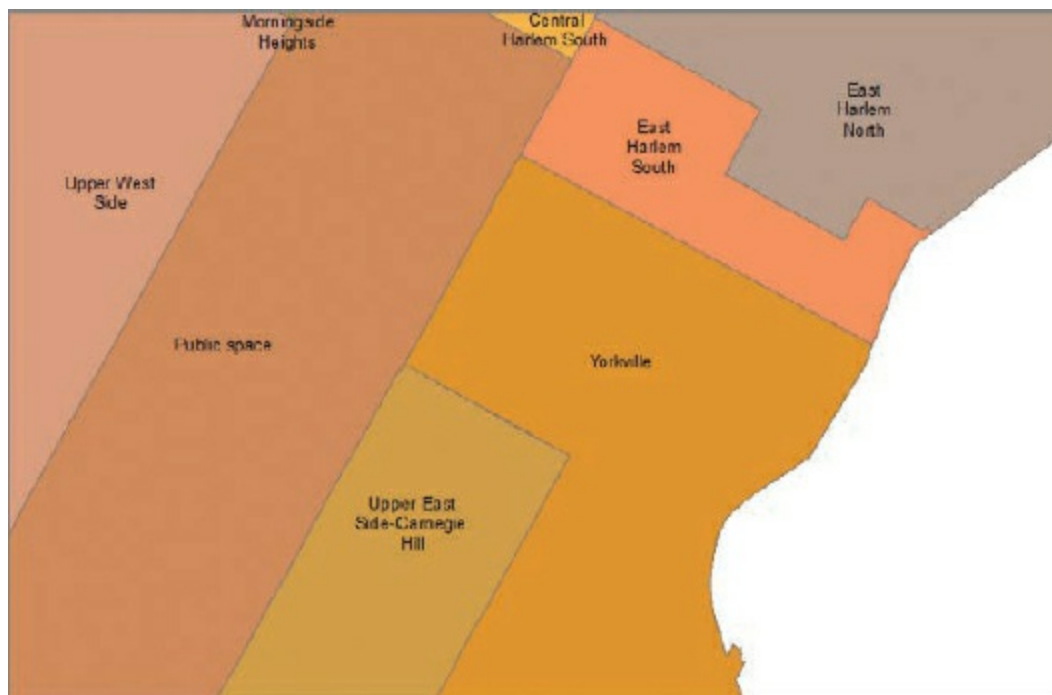 Morningside
Heights
Central
Harlem South
East
Harlem
North
East
Harlem
South
Upper West
Side
Public space
Yorkville
Upper East
Side-Carnegie
Hill